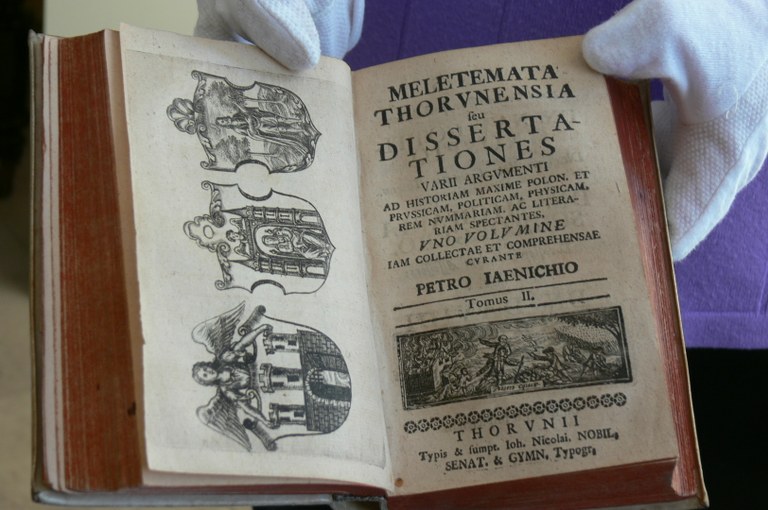 MELETEMATA
THORVNENSIA
seu
DISSERTA-
TIONES
VARII ARGVMENTI
AD HISTORIAM MAXIME POLON. ET
PRVSSICAM, POLITICAM, PHYSICAM,
REM NVMMARIAM, AC LITERA-
RIAM SPECTANTES,
VNO VOLVMINE
IAM COLLECTAE ET COMPREHENSAE
CVRANTE
PETRO IAENICHIO
Tomus II.
THORVNII
Typis & sumpt. Ioh. Nicolai, NOBIL,
SENAT. & GYMN, Typogr,